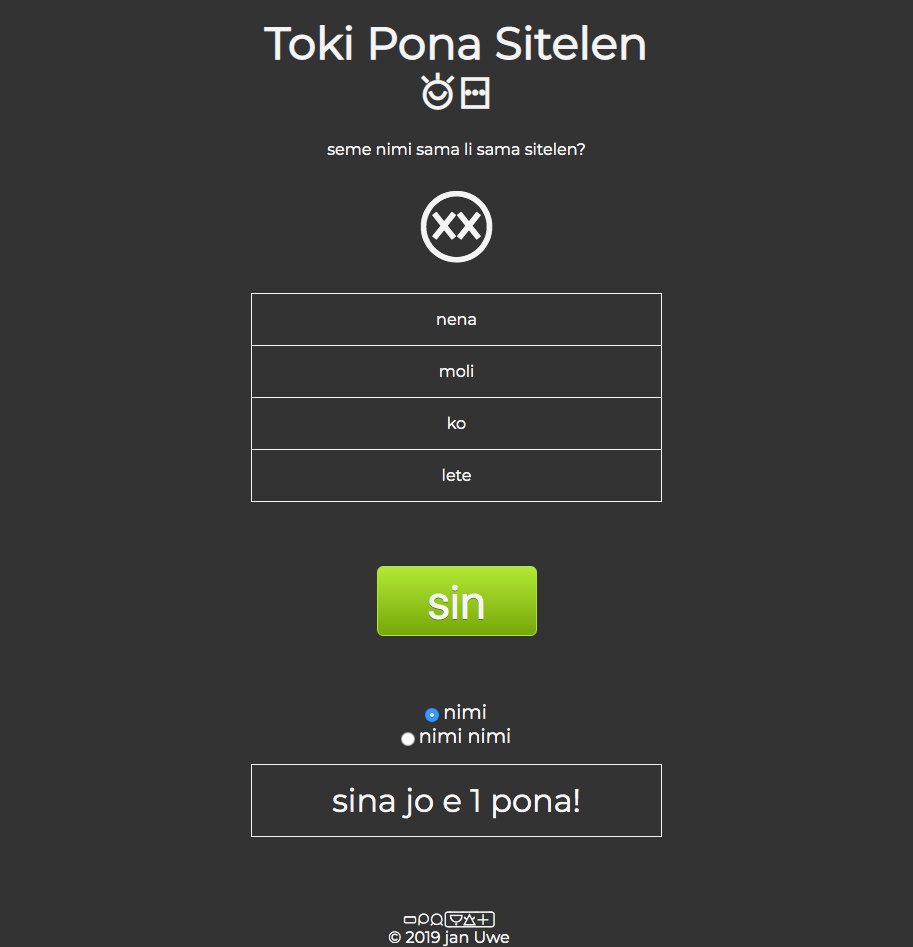 Toki Pona Sitelen
seme nimi sama li sama sitelen?
nena
moli
ko
lete
sin
nimi
nimi nimi
sina jo e 1 pona!
© 2019 jan Uwe